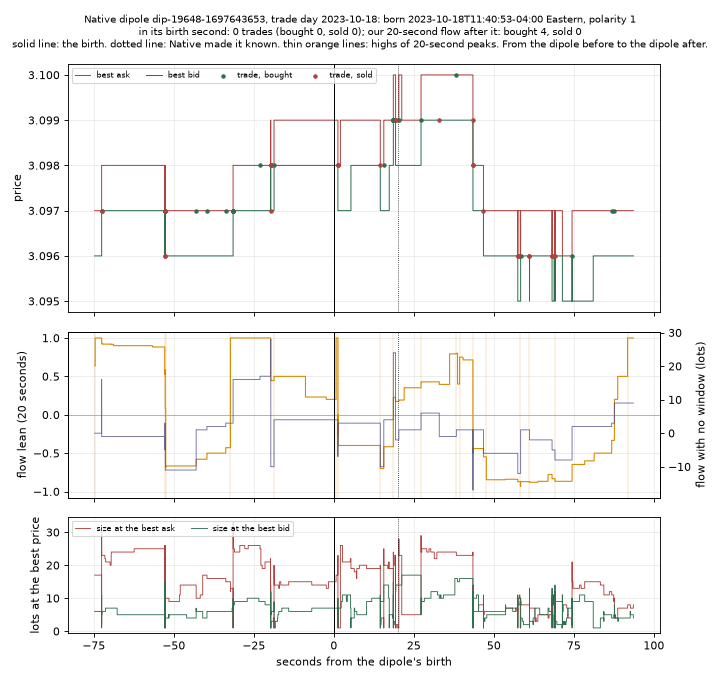 Native dipole dip-19648-1697643653, trade day 2023-10-18: born 2023-10-18T11:40:53-04:00 Eastern, polarity 1
in its birth second: 0 trades (bought 0, sold 0); our 20-second flow after it: bought 4, sold 0
solid line: the birth. dotted line: Native made it known. thin orange lines: highs of 20-second peaks. From the dipole before to the dipole after.
best ask
best bid
trade, bought
trade, sold
3.100
3.099
3.098
3.097
3.096
3.095
price
1.0
0.5
0.0
−0.5
−1.0
flow lean (20 seconds)
30
20
10
0
−10
flow with no window (lots)
size at the best ask
size at the best bid
30
20
10
0
lots at the best price
−75
−50
−25
0
25
50
75
100
seconds from the dipole's birth